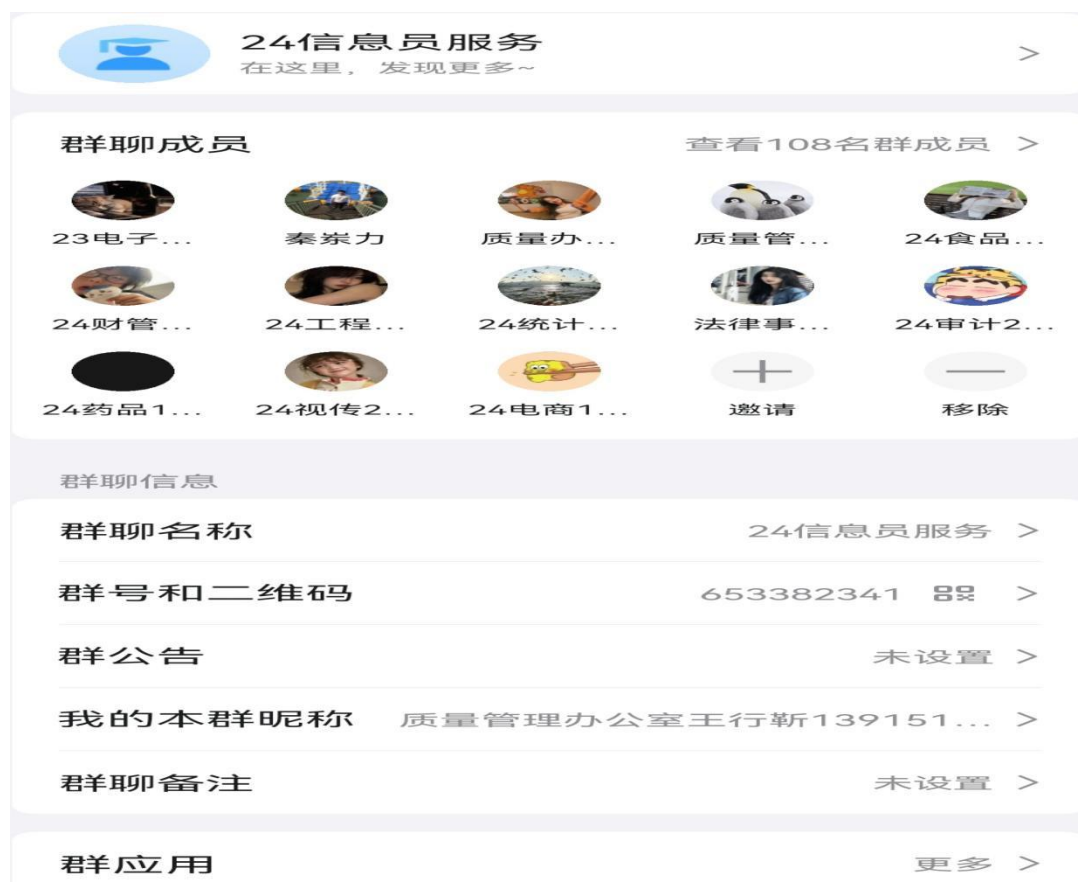 24信息员服务
在这里，发现更多~
群聊成员 查看108名群成员 >
23电子... 秦岽力 质量办... 质量管... 24食品...
24财管... 24工程... 24统计... 法律事... 24审计2...
24药品1... 24视传2... 24电商1... 邀请 移除
群聊信息
群聊名称 24信息员服务 >
群号和二维码 653382341 >
群公告 未设置 >
我的本群昵称 质量管理办公室王行靳139151... >
群聊备注 未设置 >
群应用 更多 >